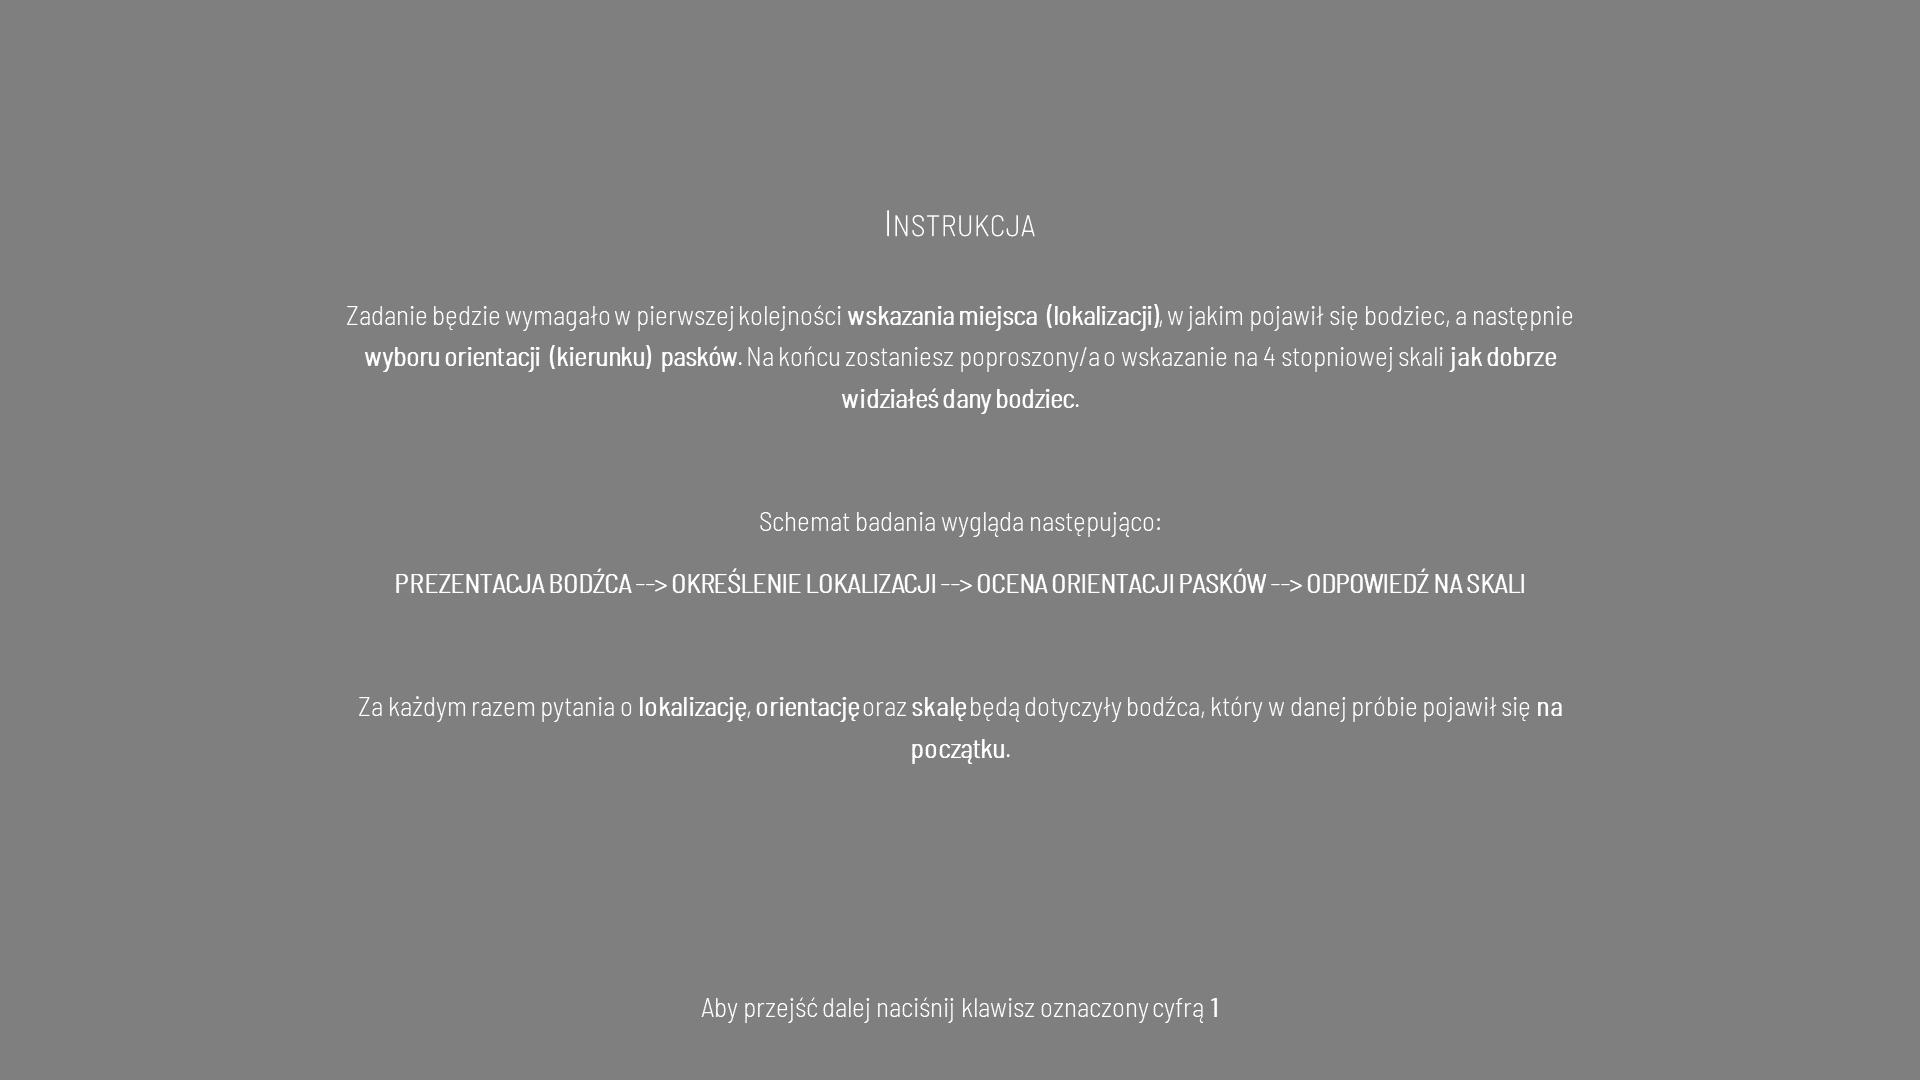 INSTRUKCJA
Zadanie będzie wymagało w pierwszej kolejności wskazania miejsca (lokalizacji), w jakim pojawił się bodziec, a następnie
wyboru orientacji (kierunku) pasków. Na końcu zostaniesz poproszony/a o wskazanie na 4 stopniowej skali jak dobrze
widziałeś dany bodziec.
Schemat badania wygląda następująco:
PREZENTACJA BODŹCA --> OKREŚLENIE LOKALIZACJI --> OCENA ORIENTACJI PASKÓW --> ODPOWIEDŹ NA SKALI
Za każdym razem pytania o lokalizację, orientację oraz skalę będą dotyczyły bodźca, który w danej próbie pojawił się na
początku.
Aby przejść dalej naciśnij klawisz oznaczony cyfrą 1